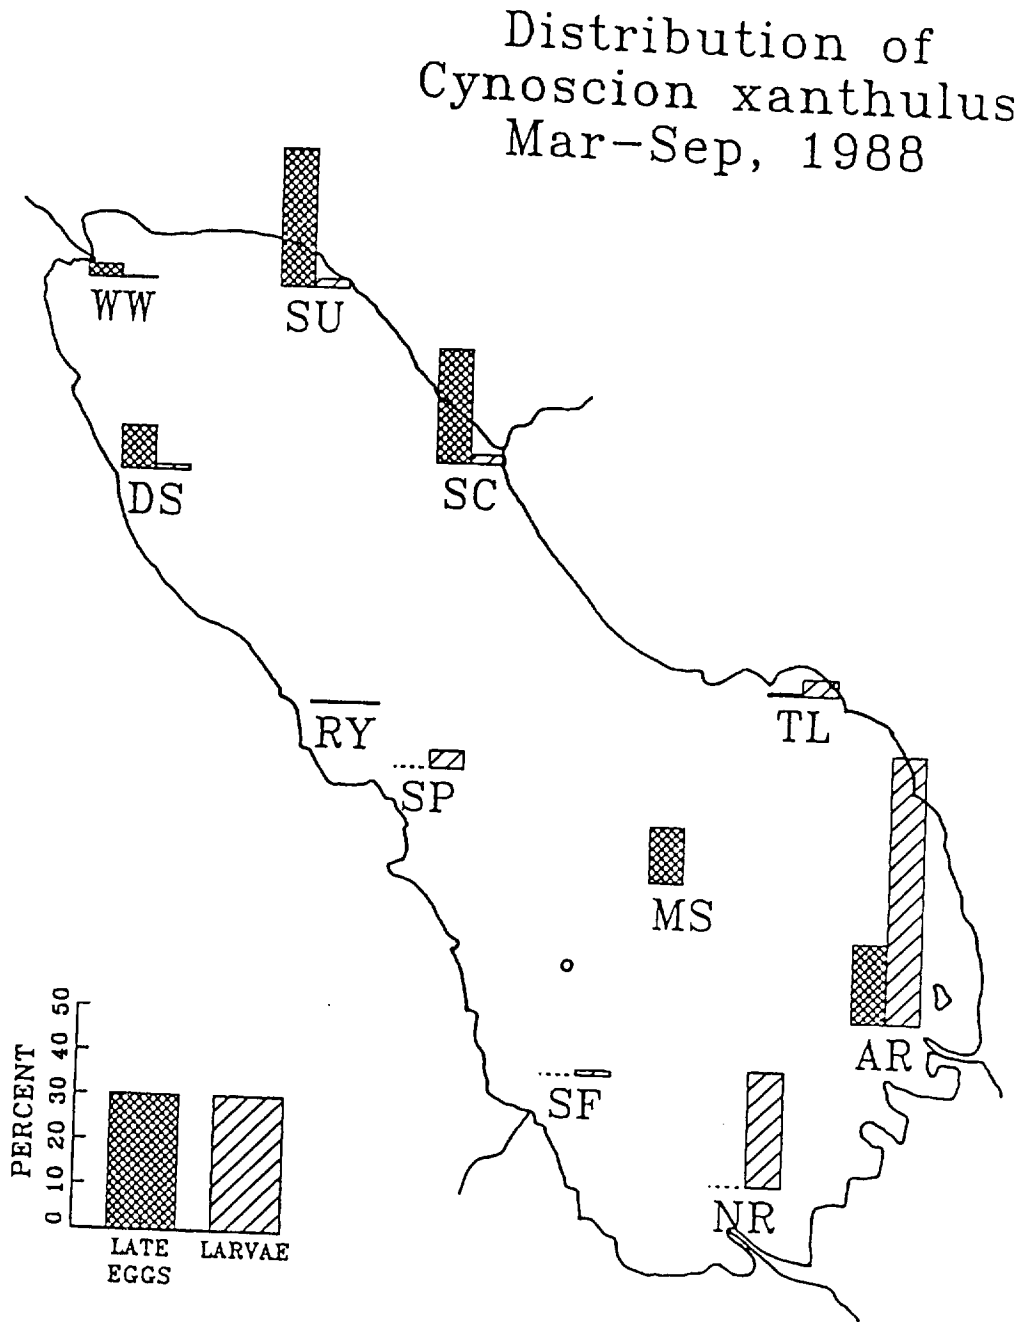 Distribution of
Cynoscion xanthulus
Mar-Sep, 1988
WW
SU
DS
SC
RY
SP
TL
MS
AR
SF
NR
PERCENT
50
40
30
20
10
0
LATE
EGGS
LARVAE